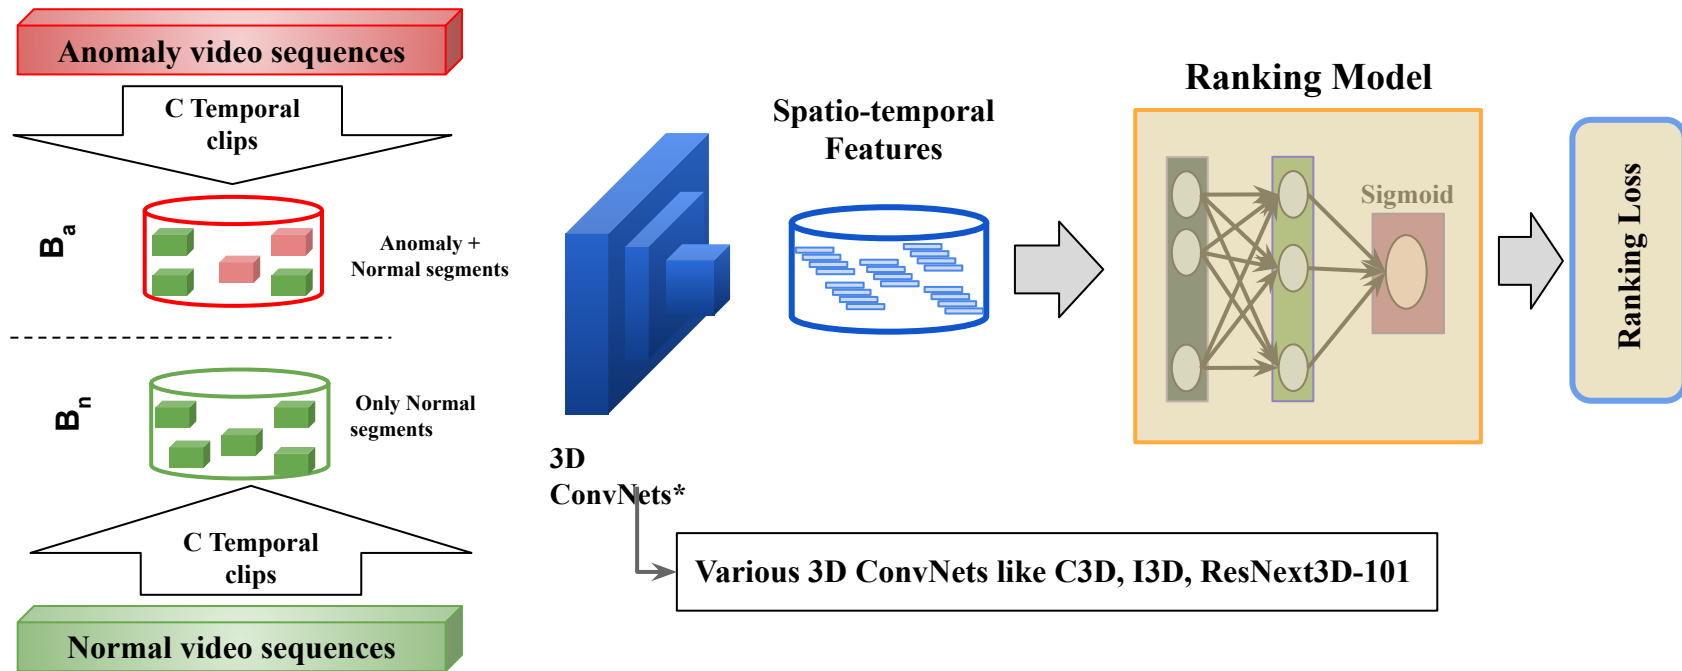 Anomaly video sequences
C Temporal
clips
Ba
Anomaly +
Normal segments
Bn
Only Normal
segments
C Temporal
clips
Normal video sequences
3D
ConvNets*
Various 3D ConvNets like C3D, I3D, ResNext3D-101
Spatio-temporal
Features
Ranking Model
Sigmoid
Ranking Loss